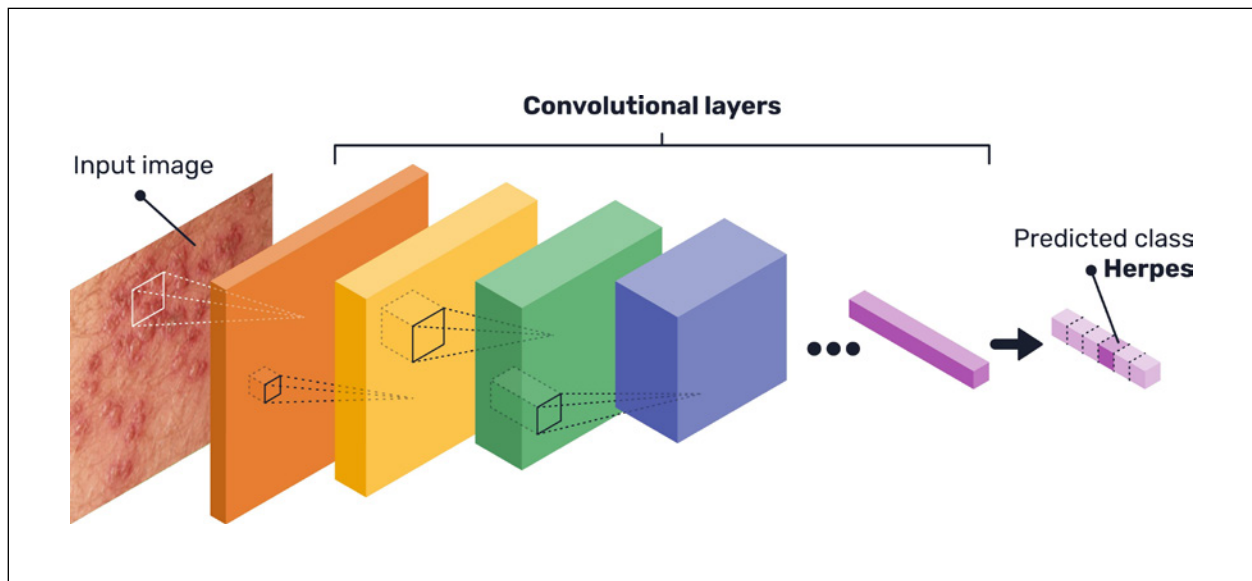 Convolutional layers
Input image
Predicted class
Herpes